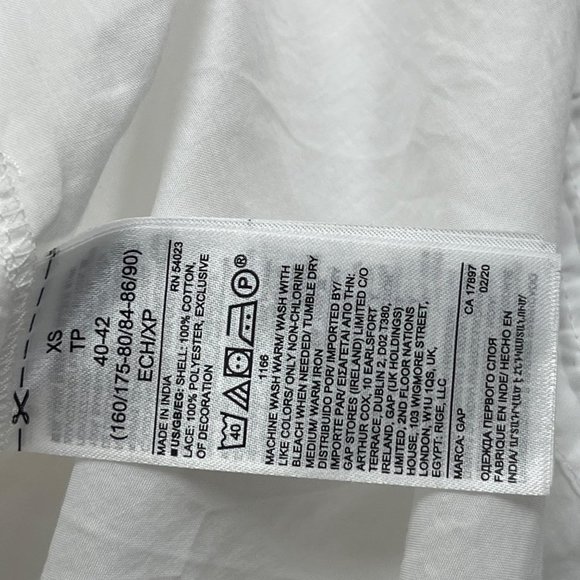 XS
TP
40-42
(160/175-80/84-86/90)
ECH/XP
RN 54023
MADE IN INDIA
■US/GB/EG: SHELL: 100% COTTON,
LACE: 100% POLYESTER, EXCLUSIVE
OF DECORATION
40
P
1166
MACHINE WASH WARM/ WASH WITH
LIKE COLORS/ ONLY NON-CHLORINE
BLEACH WHEN NEEDED/ TUMBLE DRY
MEDIUM/ WARM IRON
DISTRIBUIDO POR/ IMPORTED BY/
IMPORTE PAR/ ΕΙΣΑΓΕΤΑΙ ΑΠΟ ΤΗΝ:
GAP STORES (IRELAND) LIMITED C/O
ARTHUR COX, 10 EARLSFORT
TERRACE, DUBLIN 2, D02 T380,
IRELAND, GAP (UK HOLDINGS)
LIMITED, 2ND FLOOR NATIONS
HOUSE, 103 WIGMORE STREET,
LONDON, W1U 1QS, UK,
EGYPT: RIGE, LLC
CA 17897
02/20
MARCA: GAP
ОДЕЖДА ПЕРВОГО СЛОЯ
FABRIQUE EN INDE/ HECHO EN
INDIA/